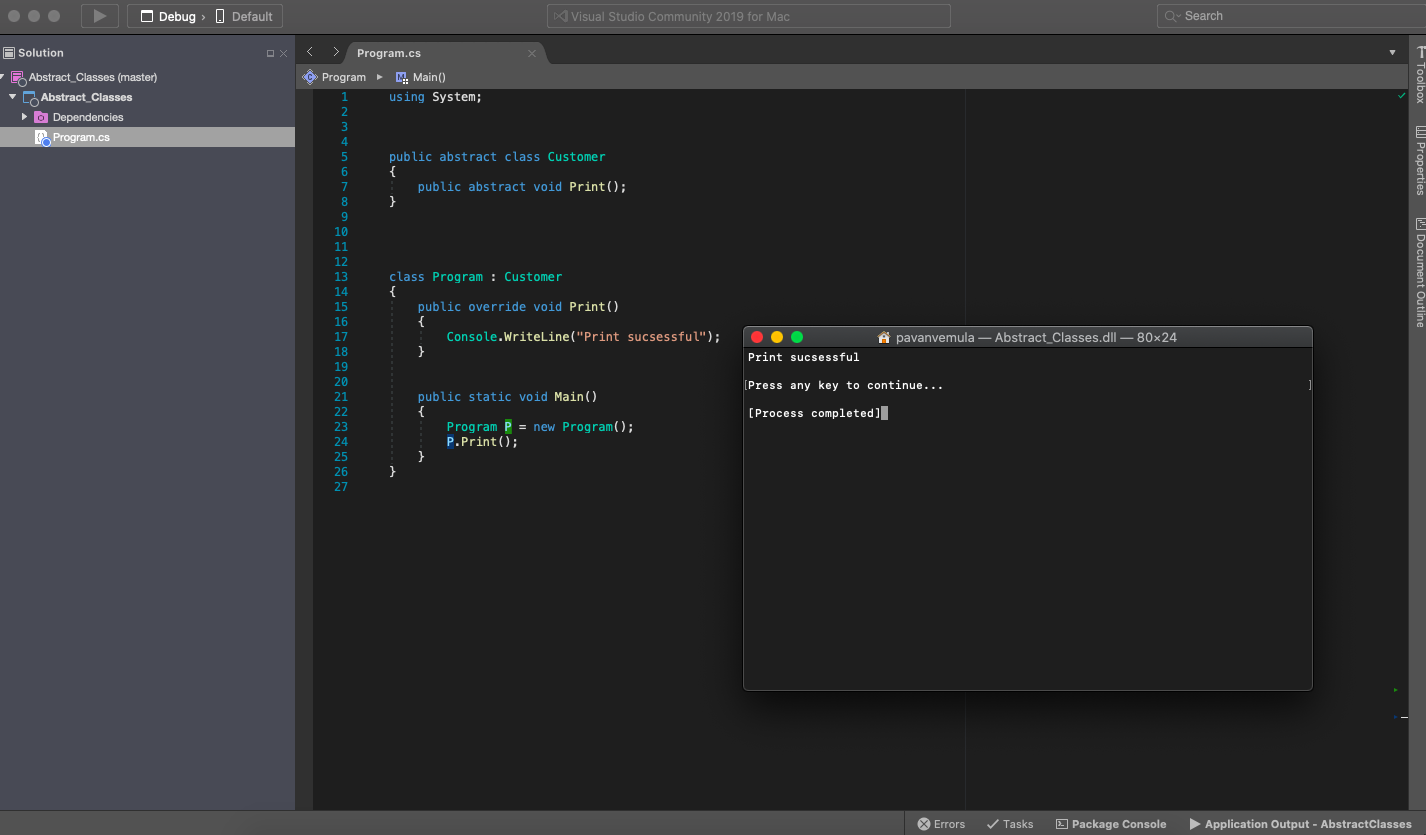 Debug › Default
Visual Studio Community 2019 for Mac
Search
Solution
Abstract_Classes (master)
Abstract_Classes
Dependencies
Program.cs
Program.cs
Program Main()
1 using System;
2
3
4
5 public abstract class Customer
6 {
7 public abstract void Print();
8 }
9
10
11
12
13 class Program : Customer
14 {
15 public override void Print()
16 {
17 Console.WriteLine("Print sucsessful");
18 }
19
20
21 public static void Main()
22 {
23 Program P = new Program();
24 P.Print();
25 }
26 }
27
pavanvemula — Abstract_Classes.dll — 80×24
Print sucsessful
[Press any key to continue... ]
[Process completed]
Toolbox
Properties
Document Outline
Errors Tasks Package Console Application Output - AbstractClasses